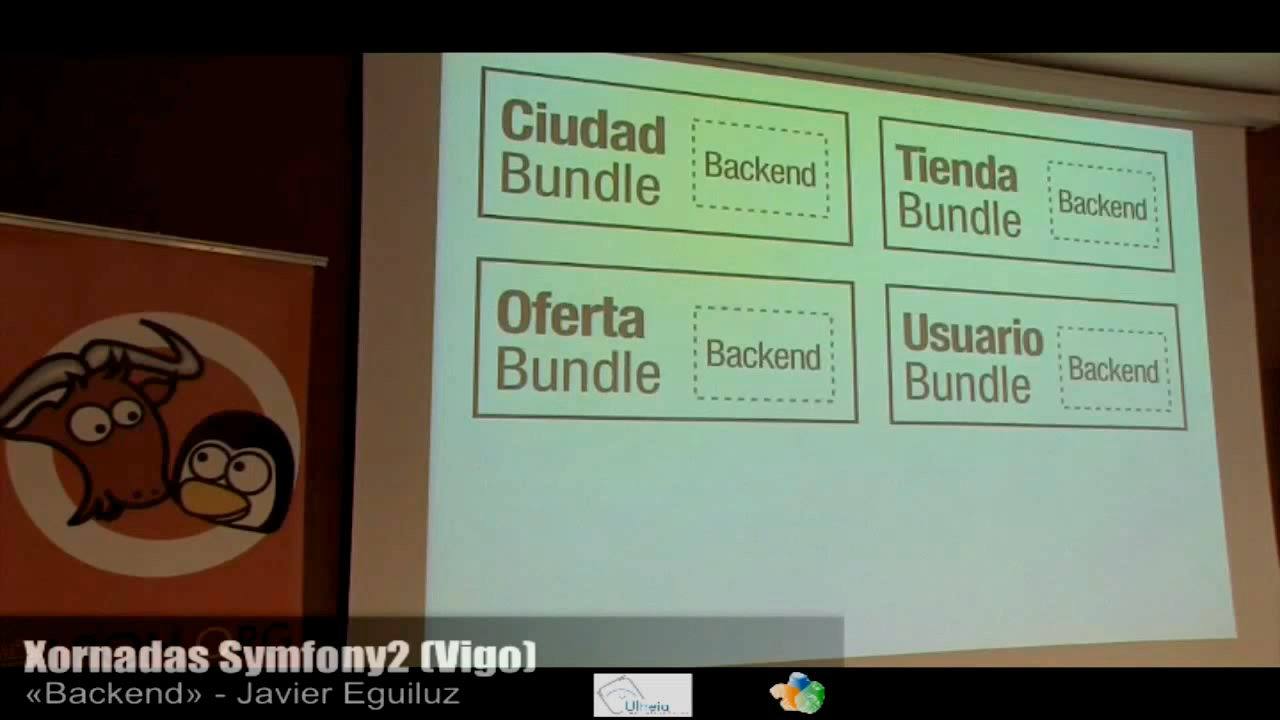 Ciudad
Bundle
Backend
Tienda
Bundle
Backend
Oferta
Bundle
Backend
Usuario
Bundle
Backend
Xornadas Symfony2 (Vigo)
«Backend» - Javier Eguiluz